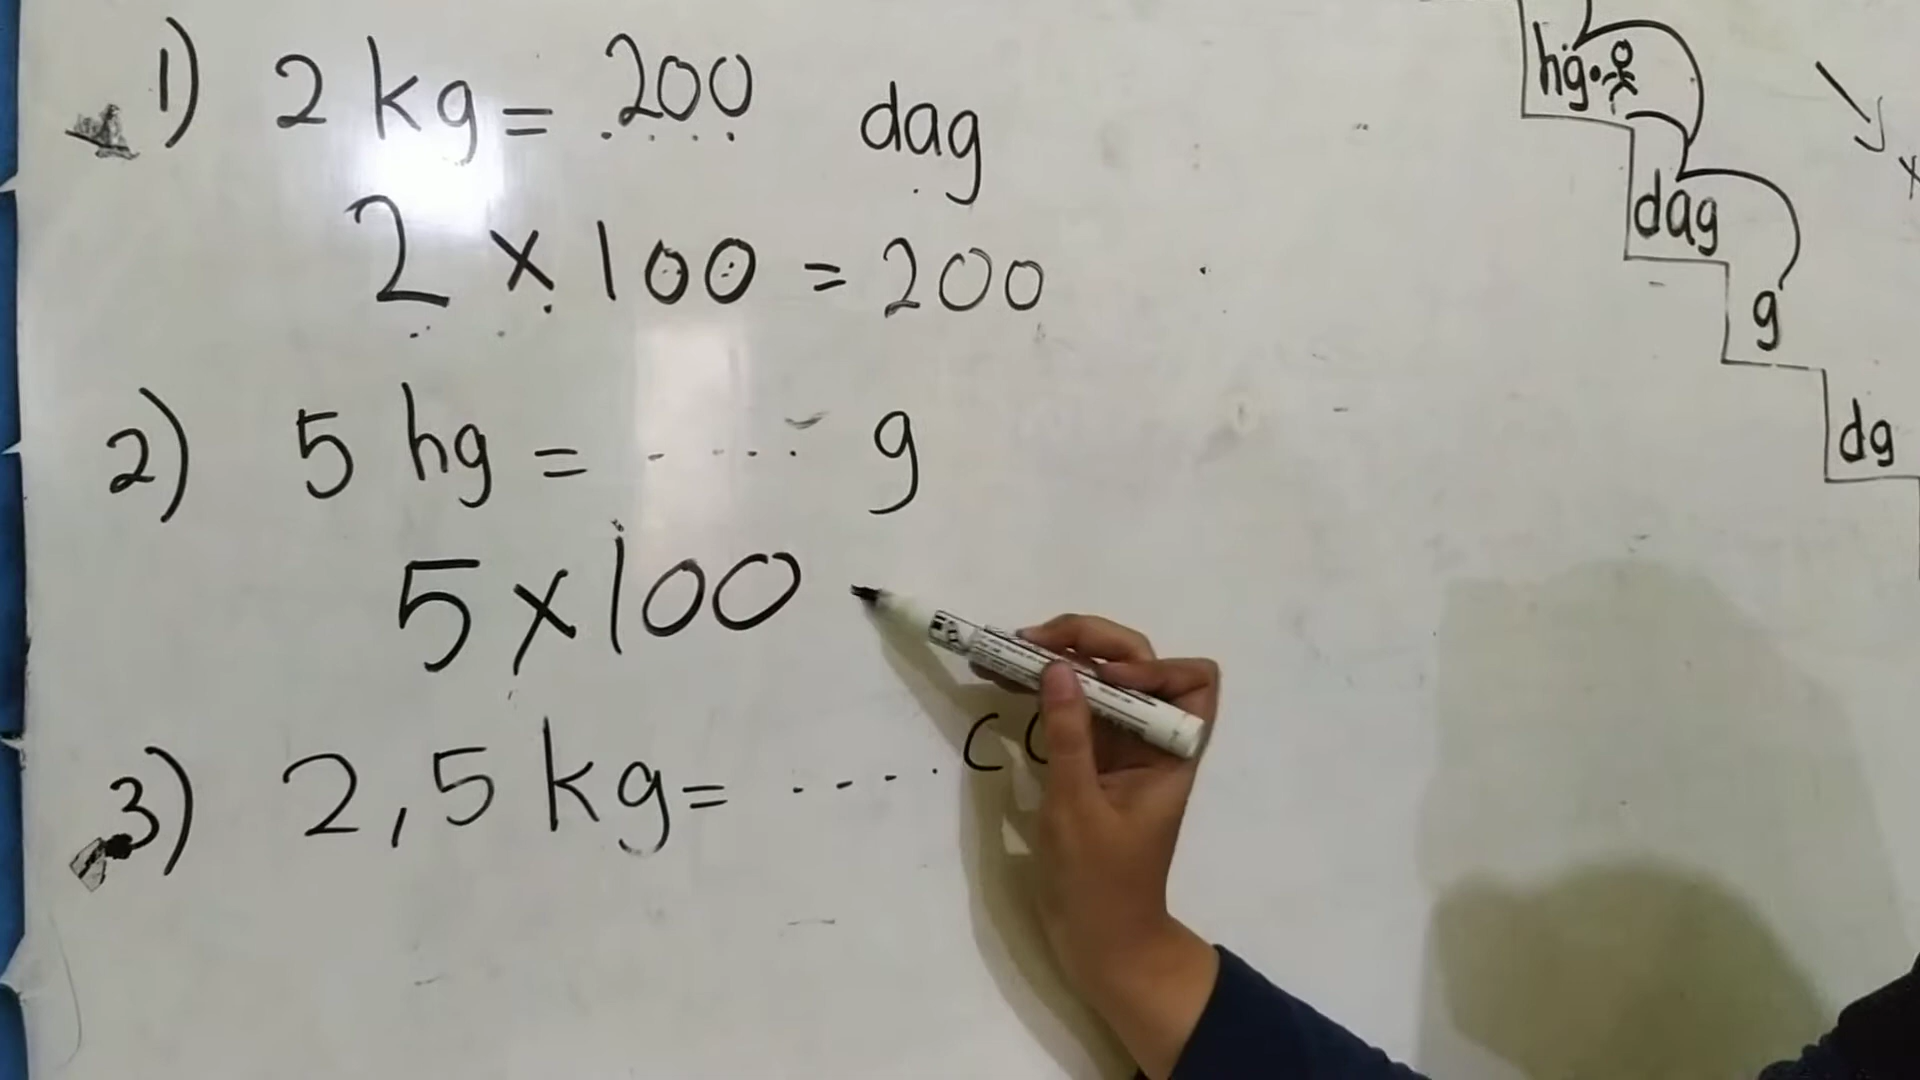 1) 2 kg = 200 dag
2 x 100 = 200
2) 5 hg = ..... g
5 x 100
3) 2,5 kg = .....
hg
dag
g
dg